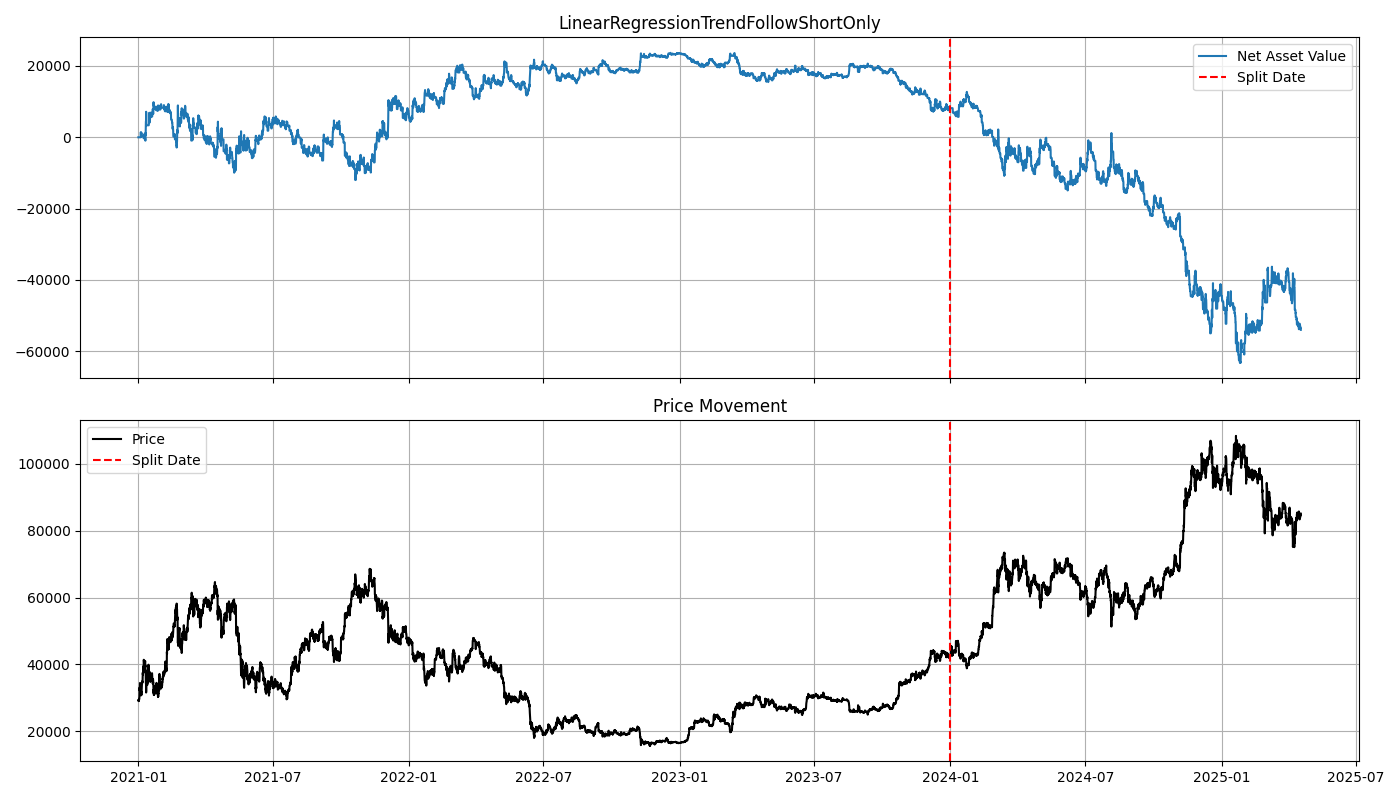 LinearRegressionTrendFollowShortOnly
Net Asset Value
Split Date
20000
0
−20000
−40000
−60000
Price Movement
Price
Split Date
100000
80000
60000
40000
20000
2021-01 2021-07 2022-01 2022-07 2023-01 2023-07 2024-01 2024-07 2025-01 2025-07